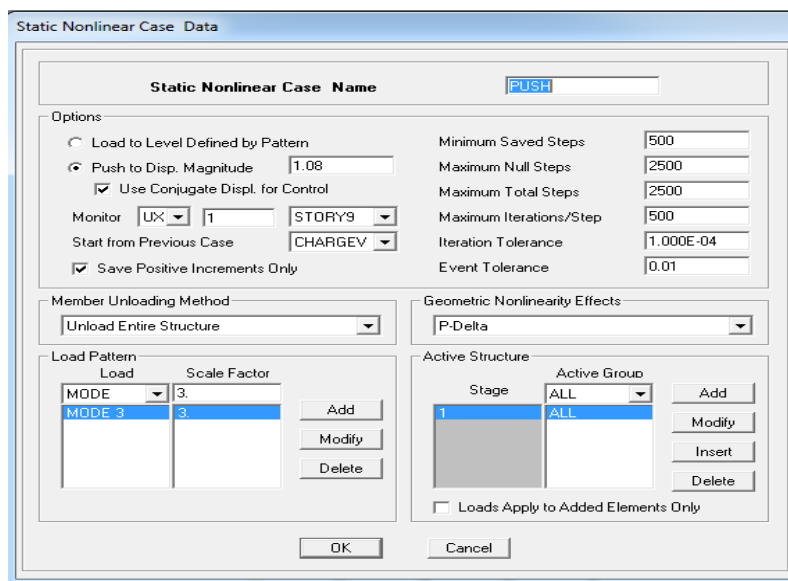 Static Nonlinear Case Data
Static Nonlinear Case Name PUSH
Options
Load to Level Defined by Pattern
Push to Disp. Magnitude 1.08
Use Conjugate Displ. for Control
Monitor UX 1 STORY9
Start from Previous Case CHARGEV
Save Positive Increments Only
Minimum Saved Steps 500
Maximum Null Steps 2500
Maximum Total Steps 2500
Maximum Iterations/Step 500
Iteration Tolerance 1.000E-04
Event Tolerance 0.01
Member Unloading Method
Unload Entire Structure
Geometric Nonlinearity Effects
P-Delta
Load Pattern
Load Scale Factor
MODE 3.
MODE 3 3.
Add
Modify
Delete
Active Structure
Stage Active Group
ALL
1 ALL
Add
Modify
Insert
Delete
Loads Apply to Added Elements Only
OK Cancel